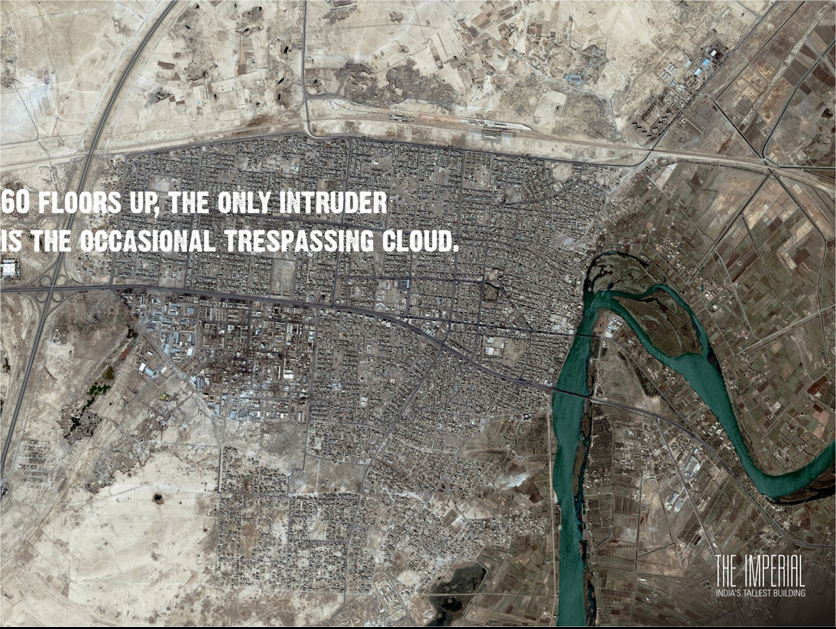 60 FLOORS UP, THE ONLY INTRUDER
IS THE OCCASIONAL TRESPASSING CLOUD.
THE IMPERIAL
INDIA'S TALLEST BUILDING